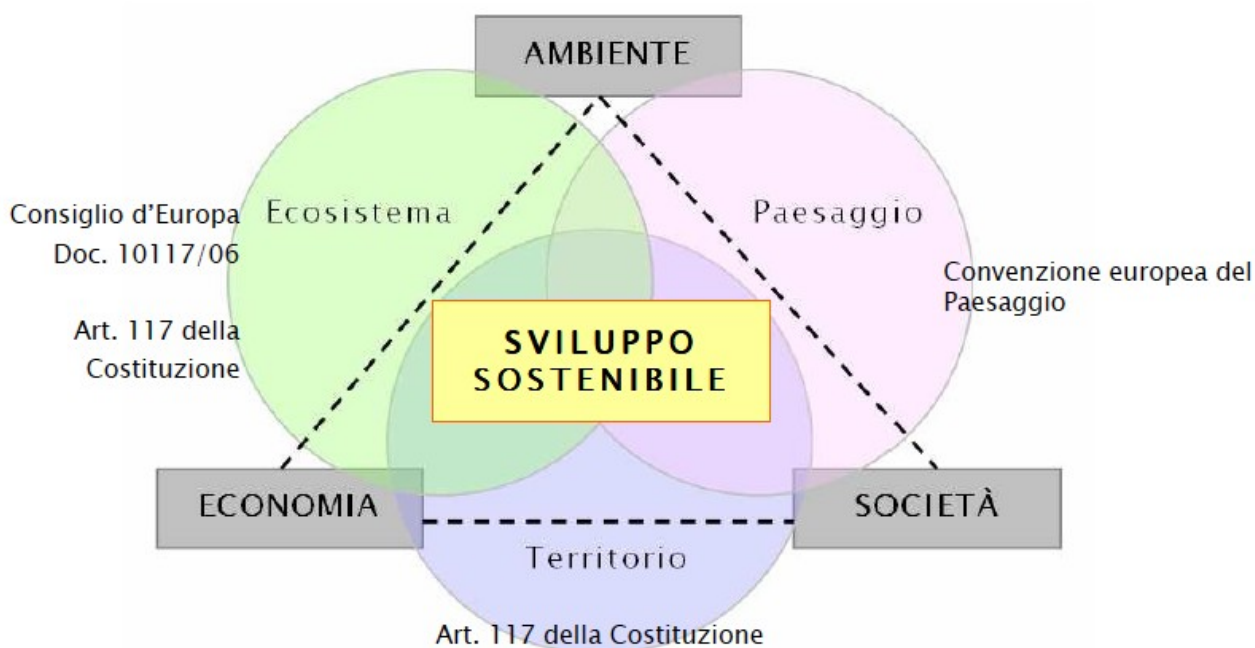 AMBIENTE
Ecosistema
Paesaggio
Consiglio d'Europa
Doc. 10117/06
Convenzione europea del
Paesaggio
Art. 117 della
Costituzione
SVILUPPO
SOSTENIBILE
ECONOMIA
SOCIETÀ
Territorio
Art. 117 della Costituzione